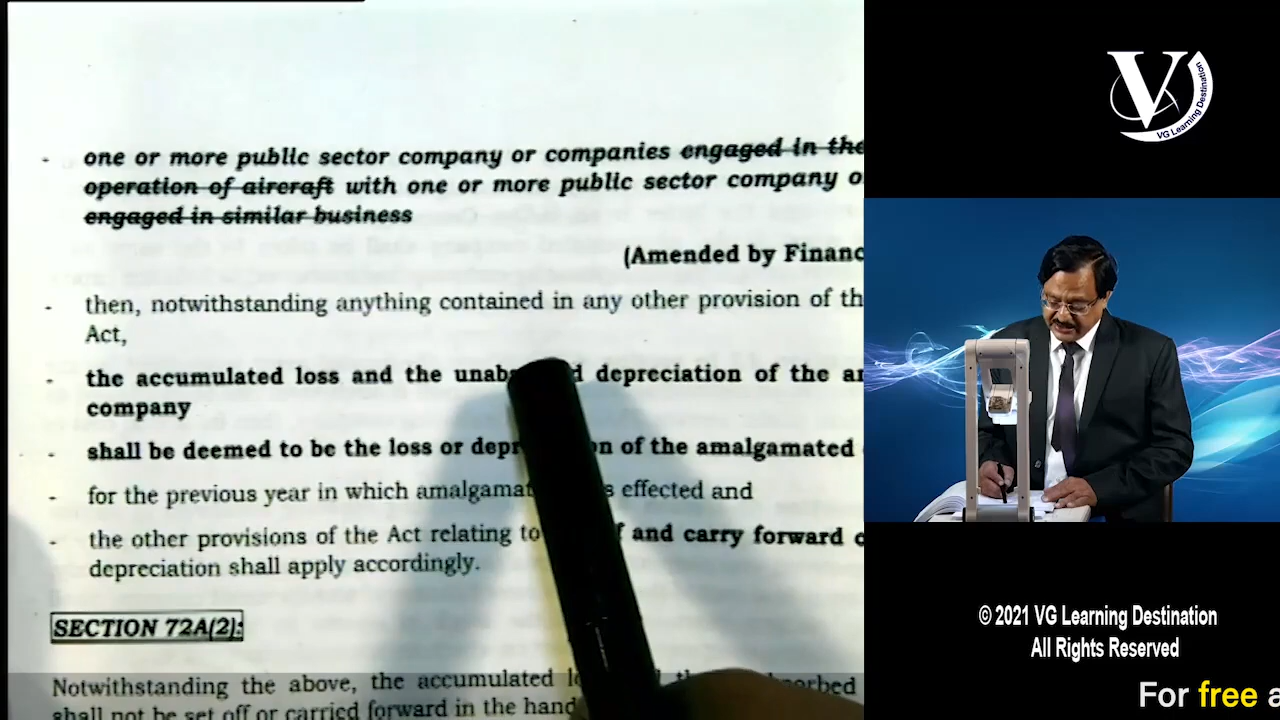 - one or more public sector company or companies engaged in the
operation of aircraft with one or more public sector company o
engaged in similar business
(Amended by Financ
- then, notwithstanding anything contained in any other provision of th
Act,
- the accumulated loss and the depreciation of the
company
- shall be deemed to be the loss or of the amalgamated
- for the previous year in which effected and
- the other provisions of the Act relating to and carry forward
depreciation shall apply accordingly.
SECTION 72A(2):
Notwithstanding the above, the accumulated
shall not be set off or carried forward in the
V
VG Learning Destination
© 2021 VG Learning Destination
All Rights Reserved
For free a